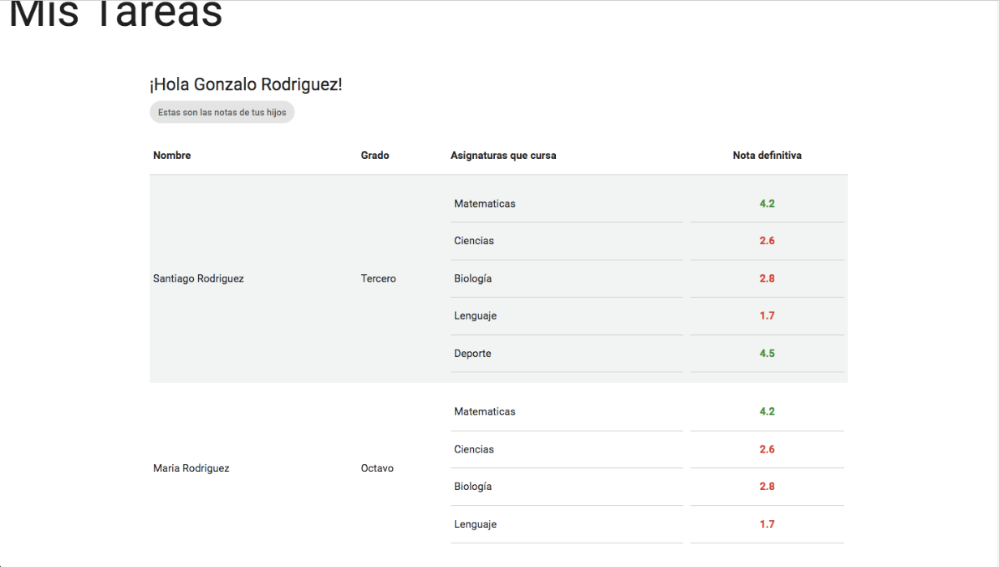 Mis Tareas
¡Hola Gonzalo Rodriguez!
Estas son las notas de tus hijos
Nombre Grado Asignaturas que cursa Nota definitiva
Matematicas 4.2
Ciencias 2.6
Santiago Rodriguez Tercero Biología 2.8
Lenguaje 1.7
Deporte 4.5
Matematicas 4.2
Ciencias 2.6
Maria Rodriguez Octavo
Biología 2.8
Lenguaje 1.7